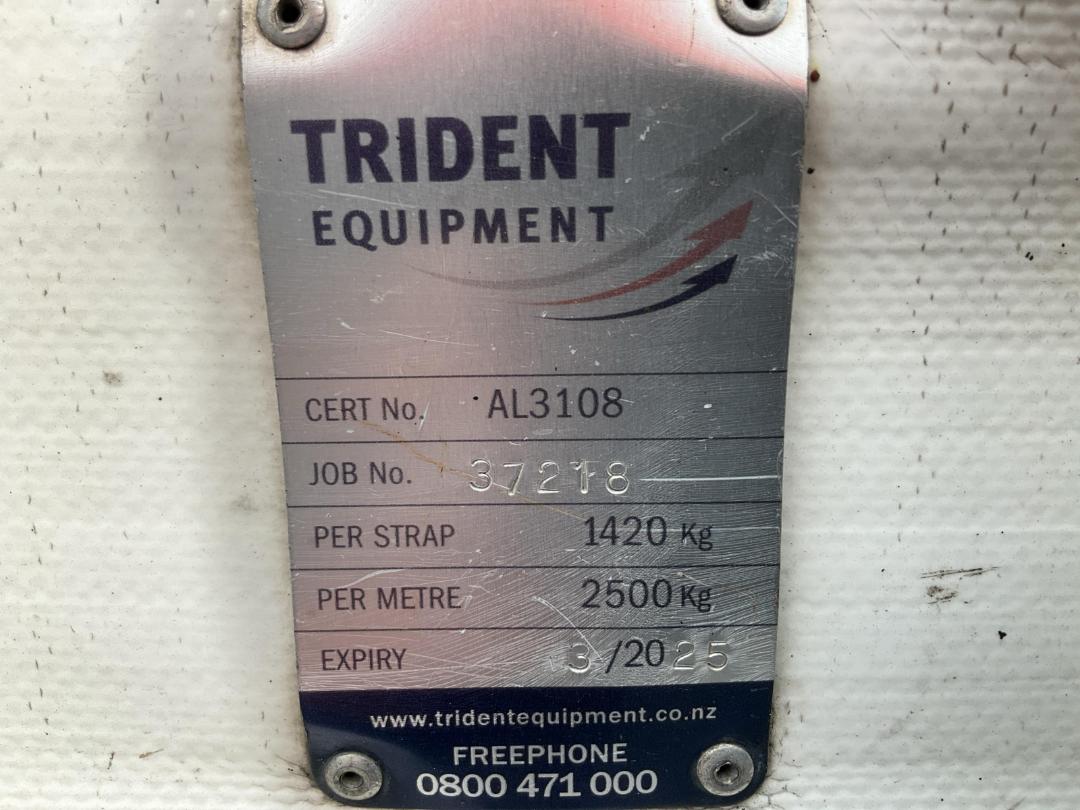 TRIDENT
EQUIPMENT
CERT No. AL3108
JOB No. 37218
PER STRAP 1420 Kg
PER METRE 2500 Kg
EXPIRY 3 /2025
www.tridentequipment.co.nz
FREEPHONE
0800 471 000